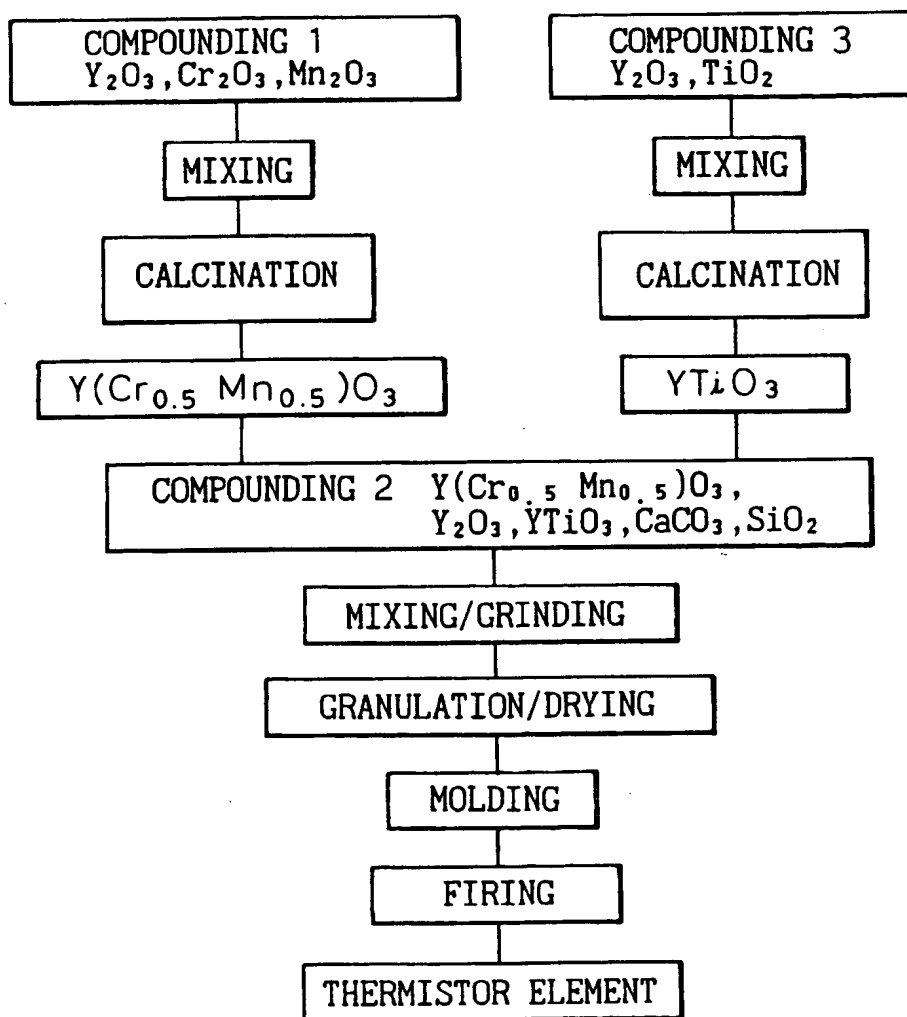 COMPOUNDING 1
Y₂O₃,Cr₂O₃,Mn₂O₃
MIXING
CALCINATION
Y(Cr₀.₅ Mn₀.₅)O₃
COMPOUNDING 3
Y₂O₃,TiO₂
MIXING
CALCINATION
YTiO₃
COMPOUNDING 2 Y(Cr₀.₅ Mn₀.₅)O₃,
Y₂O₃,YTiO₃,CaCO₃,SiO₂
MIXING/GRINDING
GRANULATION/DRYING
MOLDING
FIRING
THERMISTOR ELEMENT